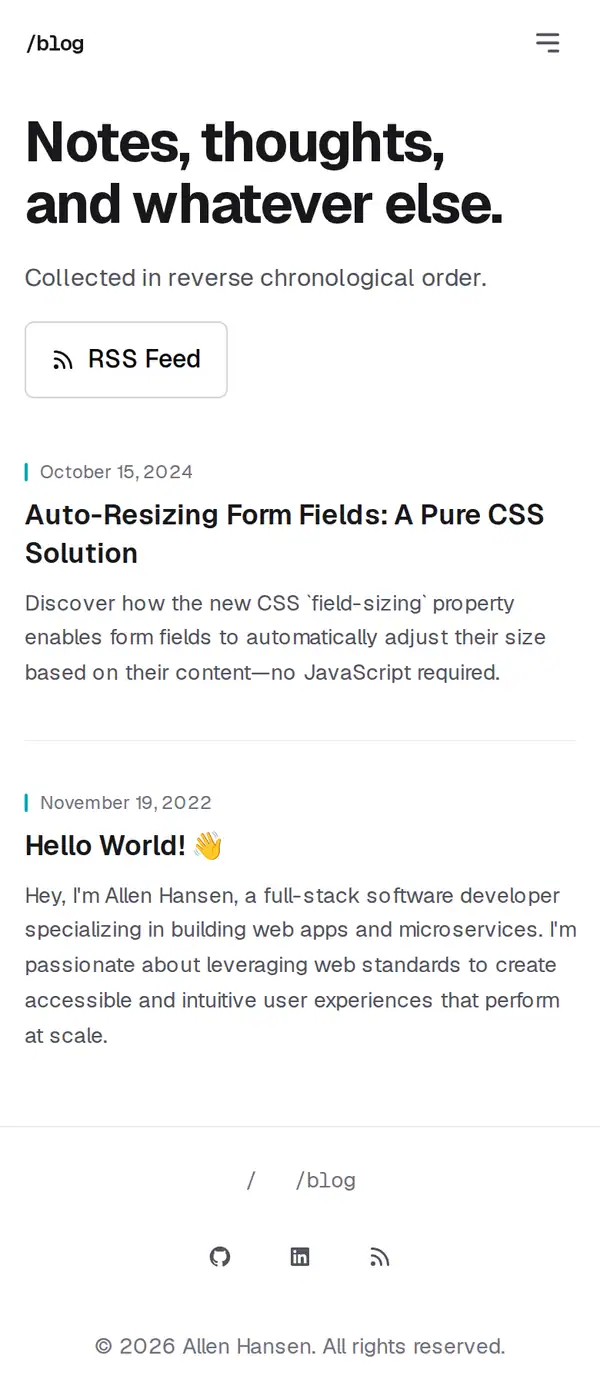 /blog
Notes, thoughts,
and whatever else.
Collected in reverse chronological order.
RSS Feed
October 15, 2024
Auto-Resizing Form Fields: A Pure CSS
Solution
Discover how the new CSS `field-sizing` property
enables form fields to automatically adjust their size
based on their content—no JavaScript required.
November 19, 2022
Hello World! 👋
Hey, I'm Allen Hansen, a full-stack software developer
specializing in building web apps and microservices. I'm
passionate about leveraging web standards to create
accessible and intuitive user experiences that perform
at scale.
/ /blog
in
© 2026 Allen Hansen. All rights reserved.